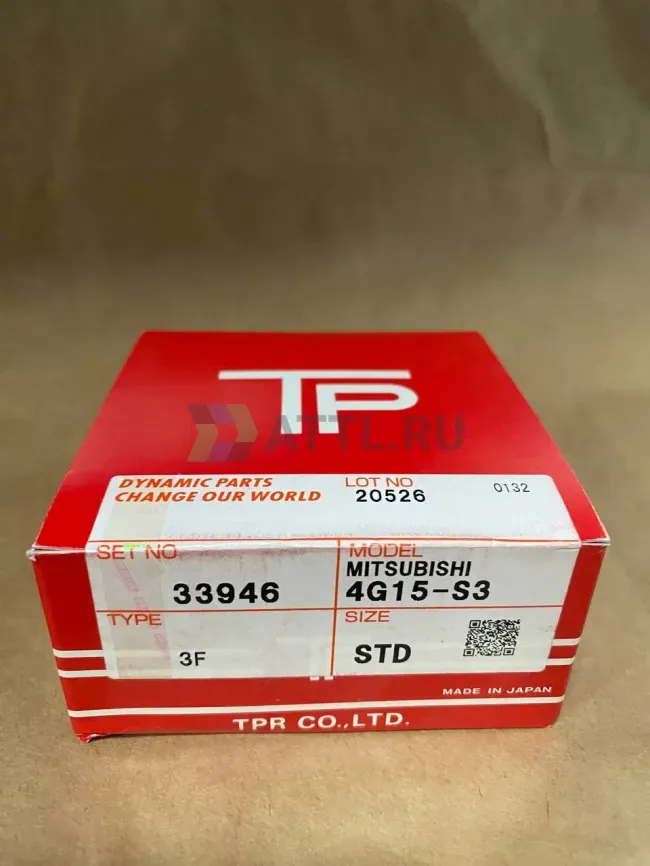 TP
ATTL.RU
DYNAMIC PARTS
CHANGE OUR WORLD
LOT NO
20526
0132
SET NO.
33946
MODEL
MITSUBISHI
4G15-S3
TYPE
3F
SIZE
STD
MADE IN JAPAN
TPR CO.,LTD.